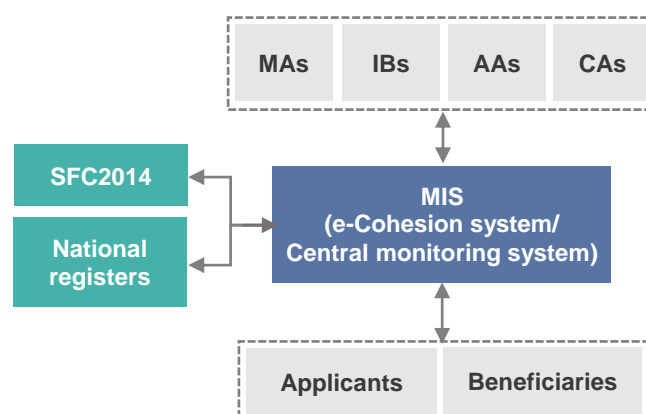 MAs
IBs
AAs
CAs
SFC2014
National
registers
MIS
(e-Cohesion system/
Central monitoring system)
Applicants
Beneficiaries